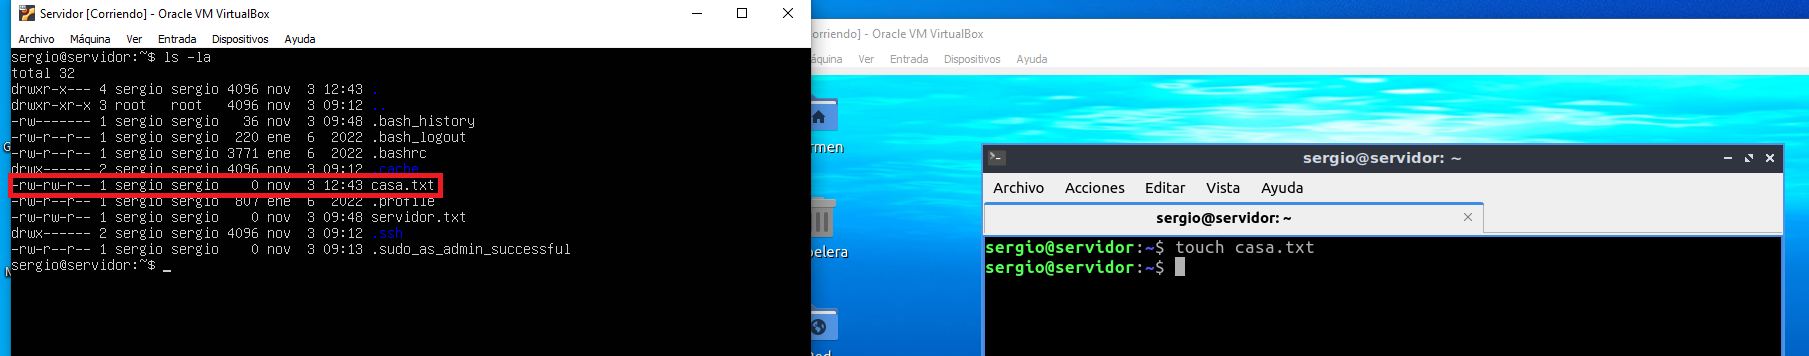 Servidor [Corriendo] - Oracle VM VirtualBox
Archivo Máquina Ver Entrada Dispositivos Ayuda
sergio@servidor:~$ ls -la
total 32
drwxr-x--- 4 sergio sergio 4096 nov  3 12:43 .
drwxr-xr-x 3 root   root   4096 nov  3 09:12 ..
-rw------- 1 sergio sergio   36 nov  3 09:48 .bash_history
-rw-r--r-- 1 sergio sergio  220 ene  6  2022 .bash_logout
-rw-r--r-- 1 sergio sergio 3771 ene  6  2022 .bashrc
drwx------ 2 sergio sergio 4096 nov  3 09:12 .cache
-rw-rw-r-- 1 sergio sergio    0 nov  3 12:43 casa.txt
-rw-r--r-- 1 sergio sergio  807 ene  6  2022 .profile
-rw-rw-r-- 1 sergio sergio    0 nov  3 09:48 servidor.txt
drwx------ 2 sergio sergio 4096 nov  3 09:12 .ssh
-rw-r--r-- 1 sergio sergio    0 nov  3 09:13 .sudo_as_admin_successful
sergio@servidor:~$ _
Corriendo] - Oracle VM VirtualBox
áquina Ver Entrada Dispositivos Ayuda
rmen
pelera
sergio@servidor: ~
Archivo Acciones Editar Vista Ayuda
sergio@servidor: ~
sergio@servidor:~$ touch casa.txt
sergio@servidor:~$